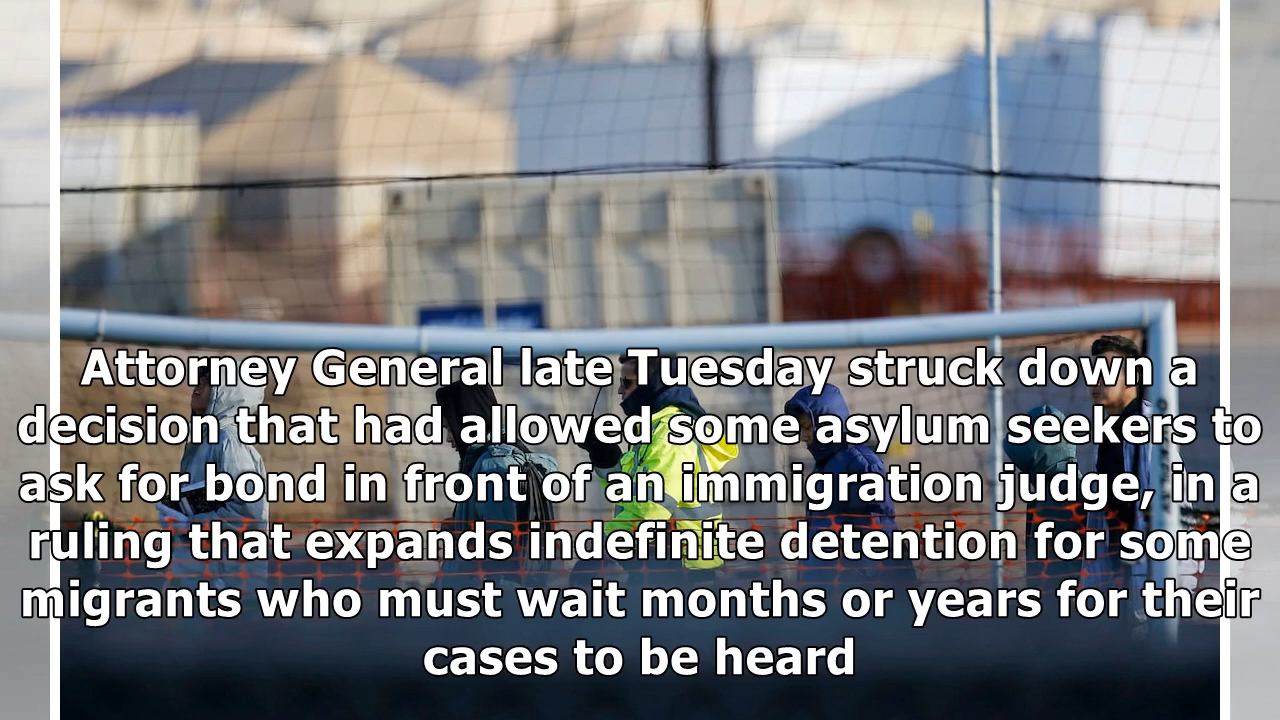 Attorney General late Tuesday struck down a
decision that had allowed some asylum seekers to
ask for bond in front of an immigration judge, in a
ruling that expands indefinite detention for some
migrants who must wait months or years for their
cases to be heard